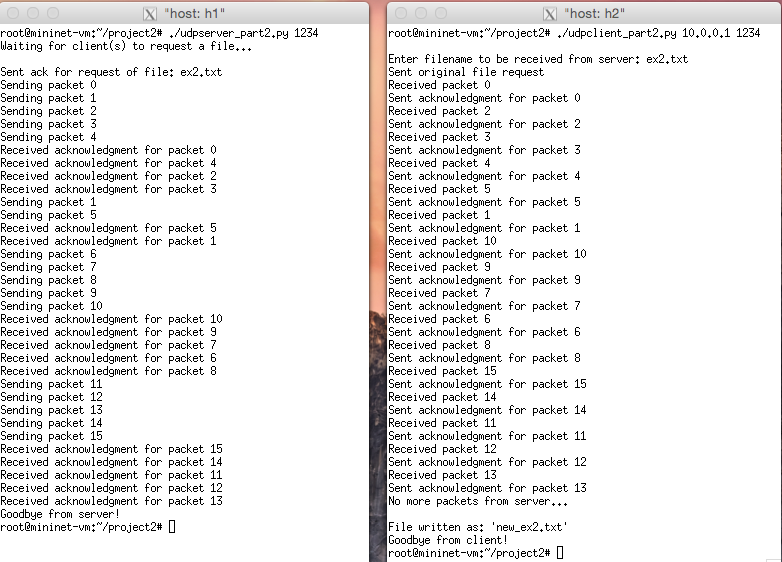 "host: h1"
root@mininet-vm:~/project2# ./udpserver_part2.py 1234
Waiting for client(s) to request a file...
Sent ack for request of file: ex2.txt
Sending packet 0
Sending packet 1
Sending packet 2
Sending packet 3
Sending packet 4
Received acknowledgment for packet 0
Received acknowledgment for packet 4
Received acknowledgment for packet 2
Received acknowledgment for packet 3
Sending packet 1
Sending packet 5
Received acknowledgment for packet 5
Received acknowledgment for packet 1
Sending packet 6
Sending packet 7
Sending packet 8
Sending packet 9
Sending packet 10
Received acknowledgment for packet 10
Received acknowledgment for packet 9
Received acknowledgment for packet 7
Received acknowledgment for packet 6
Received acknowledgment for packet 8
Sending packet 11
Sending packet 12
Sending packet 13
Sending packet 14
Sending packet 15
Received acknowledgment for packet 15
Received acknowledgment for packet 14
Received acknowledgment for packet 11
Received acknowledgment for packet 12
Received acknowledgment for packet 13
Goodbye from server!
root@mininet-vm:~/project2#
"host: h2"
root@mininet-vm:~/project2# ./udpclient_part2.py 10.0.0.1 1234
Enter filename to be received from server: ex2.txt
Sent original file request
Received packet 0
Sent acknowledgment for packet 0
Received packet 2
Sent acknowledgment for packet 2
Received packet 3
Sent acknowledgment for packet 3
Received packet 4
Sent acknowledgment for packet 4
Received packet 5
Sent acknowledgment for packet 5
Received packet 1
Sent acknowledgment for packet 1
Received packet 10
Sent acknowledgment for packet 10
Received packet 9
Sent acknowledgment for packet 9
Received packet 7
Sent acknowledgment for packet 7
Received packet 6
Sent acknowledgment for packet 6
Received packet 8
Sent acknowledgment for packet 8
Received packet 15
Sent acknowledgment for packet 15
Received packet 14
Sent acknowledgment for packet 14
Received packet 11
Sent acknowledgment for packet 11
Received packet 12
Sent acknowledgment for packet 12
Received packet 13
Sent acknowledgment for packet 13
No more packets from server...
File written as: 'new_ex2.txt'
Goodbye from client!
root@mininet-vm:~/project2#